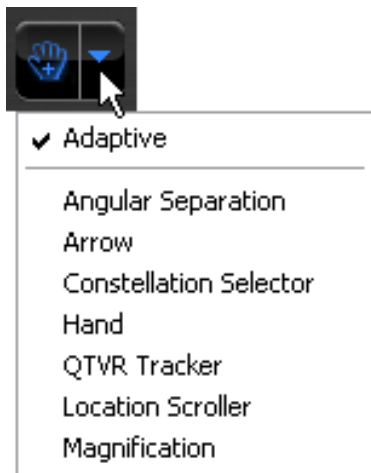 Adaptive
Angular Separation
Arrow
Constellation Selector
Hand
QTVR Tracker
Location Scroller
Magnification